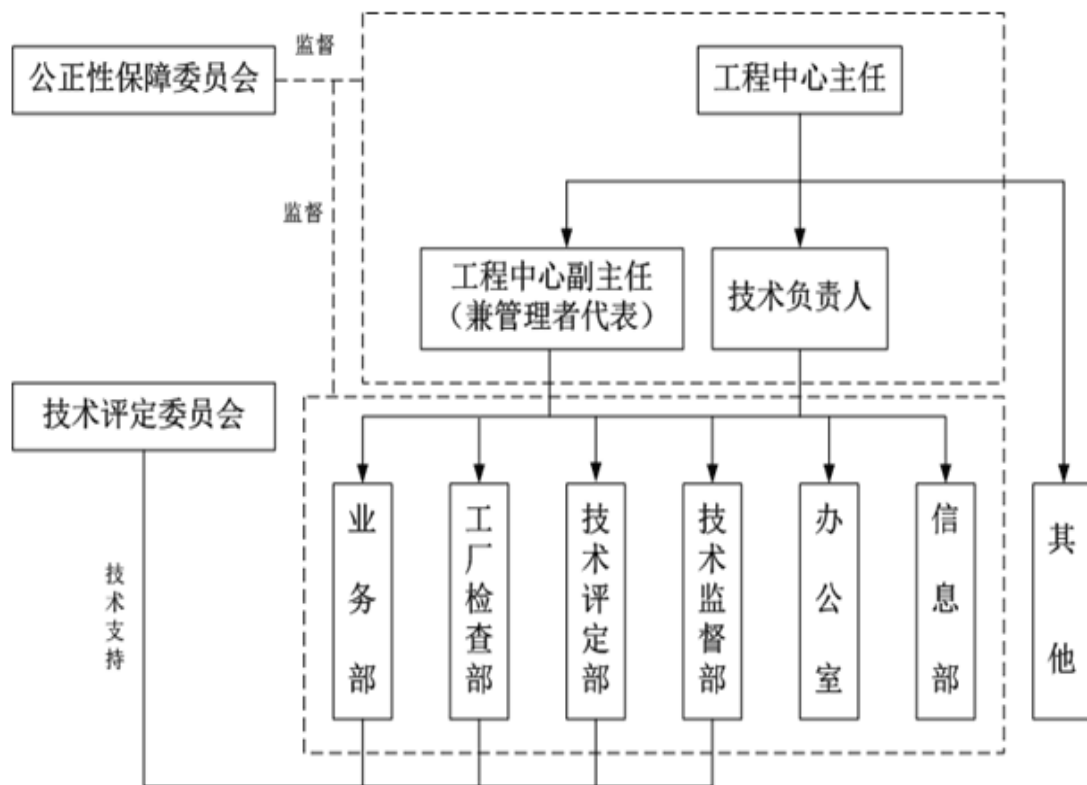 监督
公正性保障委员会
工程中心主任
监督
工程中心副主任
（兼管理者代表）
技术负责人
技术评定委员会
技术支持
业务部
工厂检查部
技术评定部
技术监督部
办公室
信息部
其他